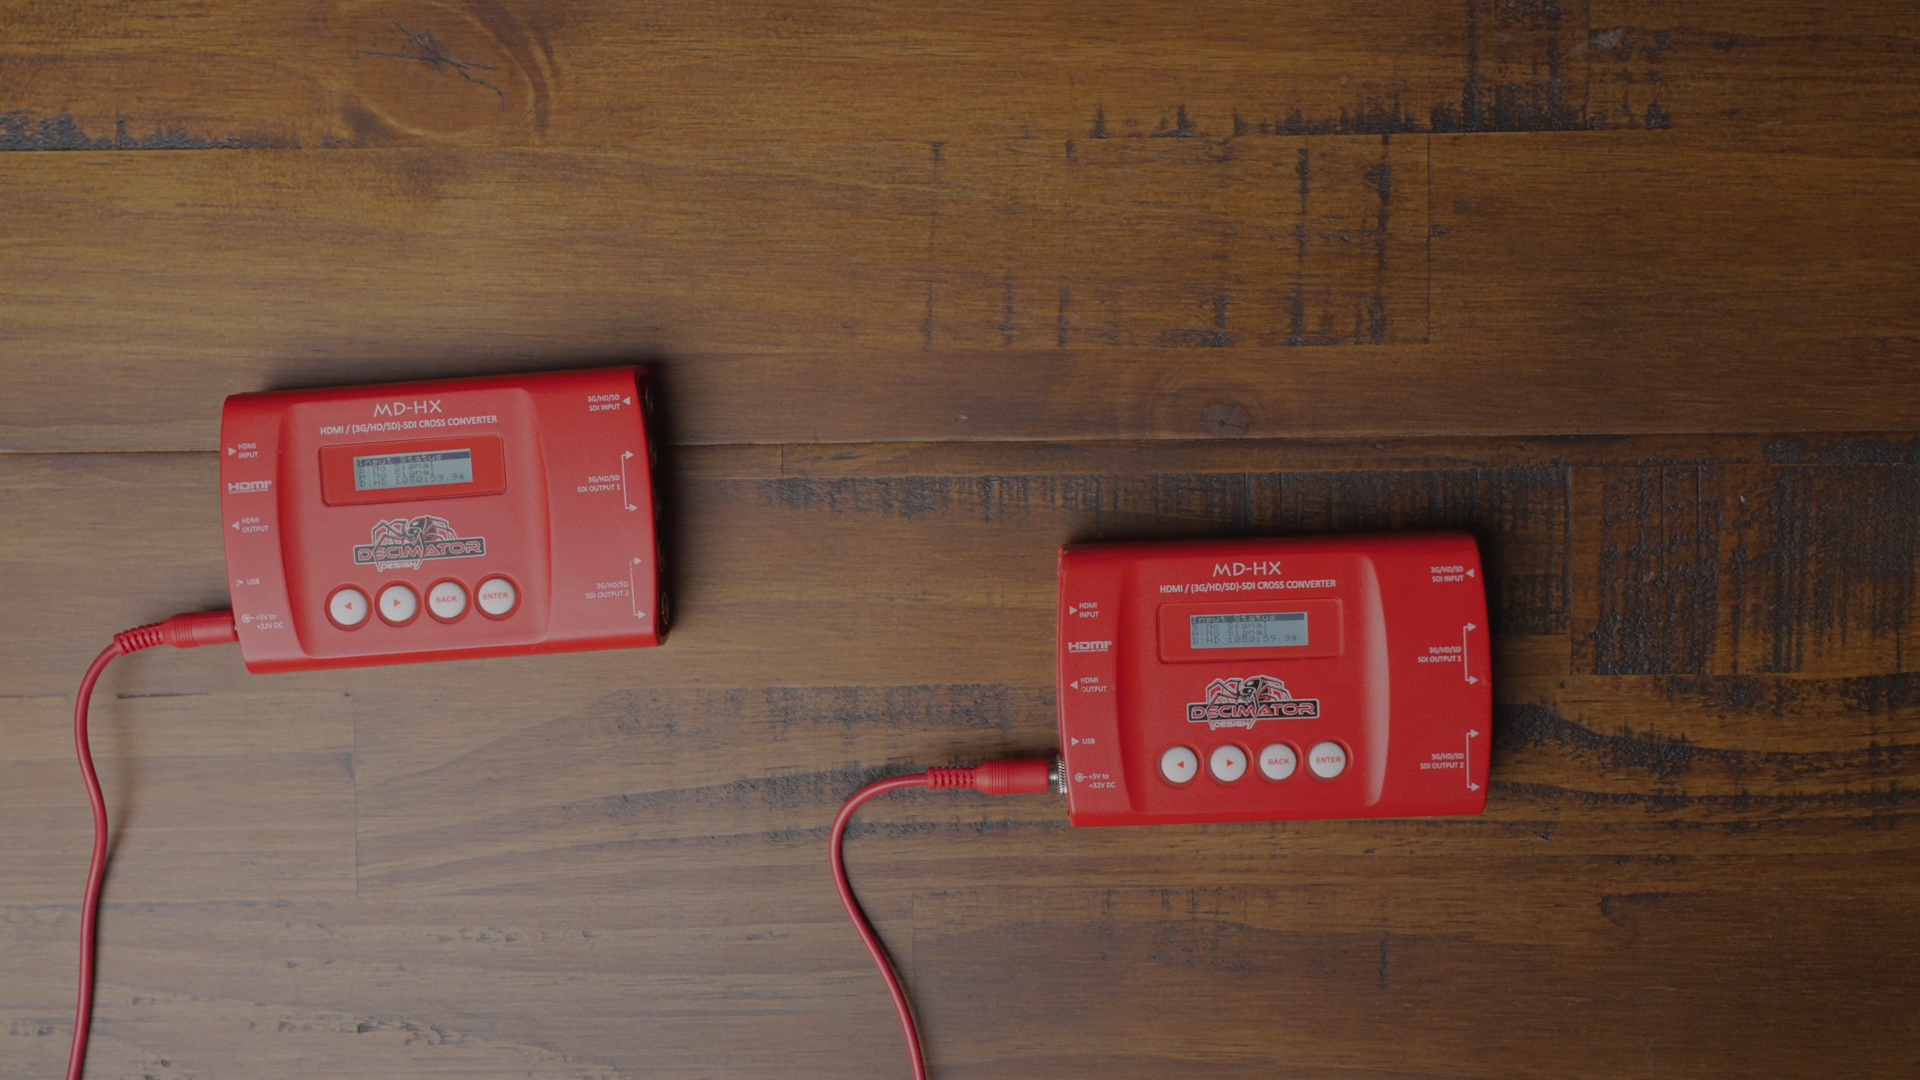 MD-HX
HDMI / (3G/HD/SD)-SDI CROSS CONVERTER
HDMI
INPUT
HDMI
HDMI
OUTPUT
USB
+5V to
+32V DC
Input Status
S:No Signal
H:No Signal
D:HD 1080i59.94
DECIMATOR
DESIGN
BACK
ENTER
3G/HD/SD
SDI INPUT
3G/HD/SD
SDI OUTPUT 1
3G/HD/SD
SDI OUTPUT 2
MD-HX
HDMI / (3G/HD/SD)-SDI CROSS CONVERTER
HDMI
INPUT
HDMI
HDMI
OUTPUT
USB
+5V to
+32V DC
Input Status
S:No Signal
H:No Signal
D:HD 1080i59.94
DECIMATOR
DESIGN
BACK
ENTER
3G/HD/SD
SDI INPUT
3G/HD/SD
SDI OUTPUT 1
3G/HD/SD
SDI OUTPUT 2